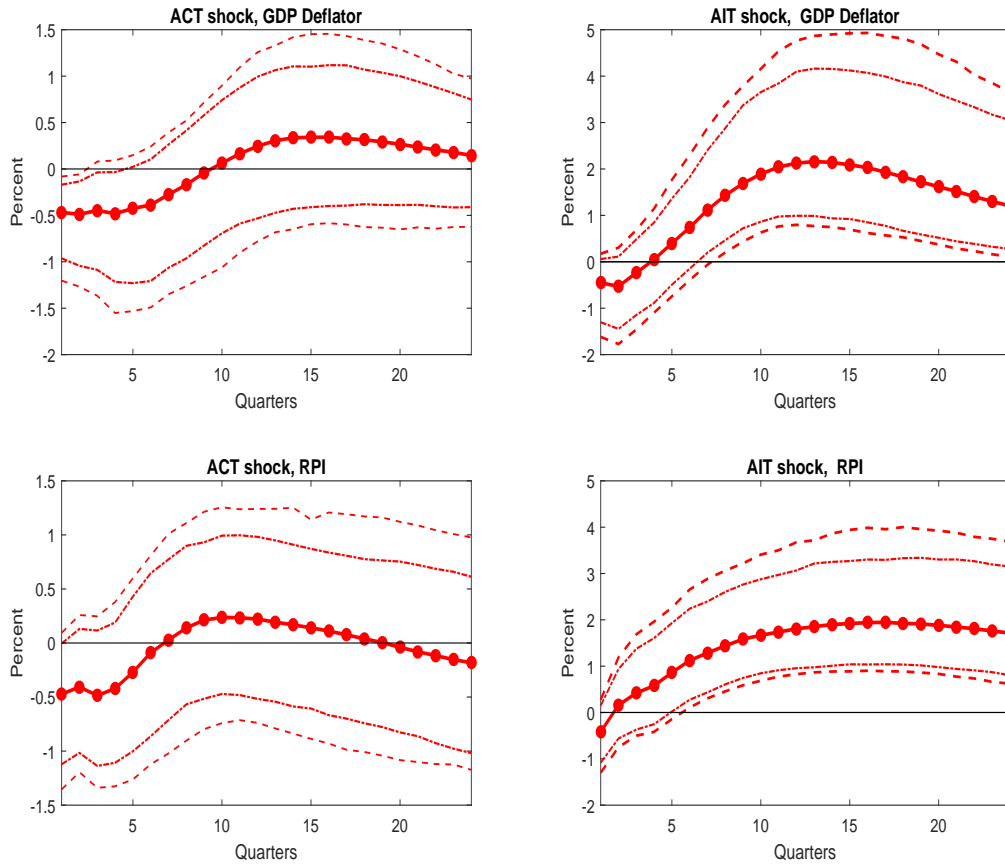 ACT shock, GDP Deflator
1.5
1
0.5
0
-0.5
-1
-1.5
-2
Percent
5 10 15 20
Quarters
AIT shock, GDP Deflator
5
4
3
2
1
0
-1
-2
Percent
5 10 15 20
Quarters
ACT shock, RPI
1.5
1
0.5
0
-0.5
-1
-1.5
Percent
5 10 15 20
Quarters
AIT shock, RPI
5
4
3
2
1
0
-1
-2
Percent
5 10 15 20
Quarters